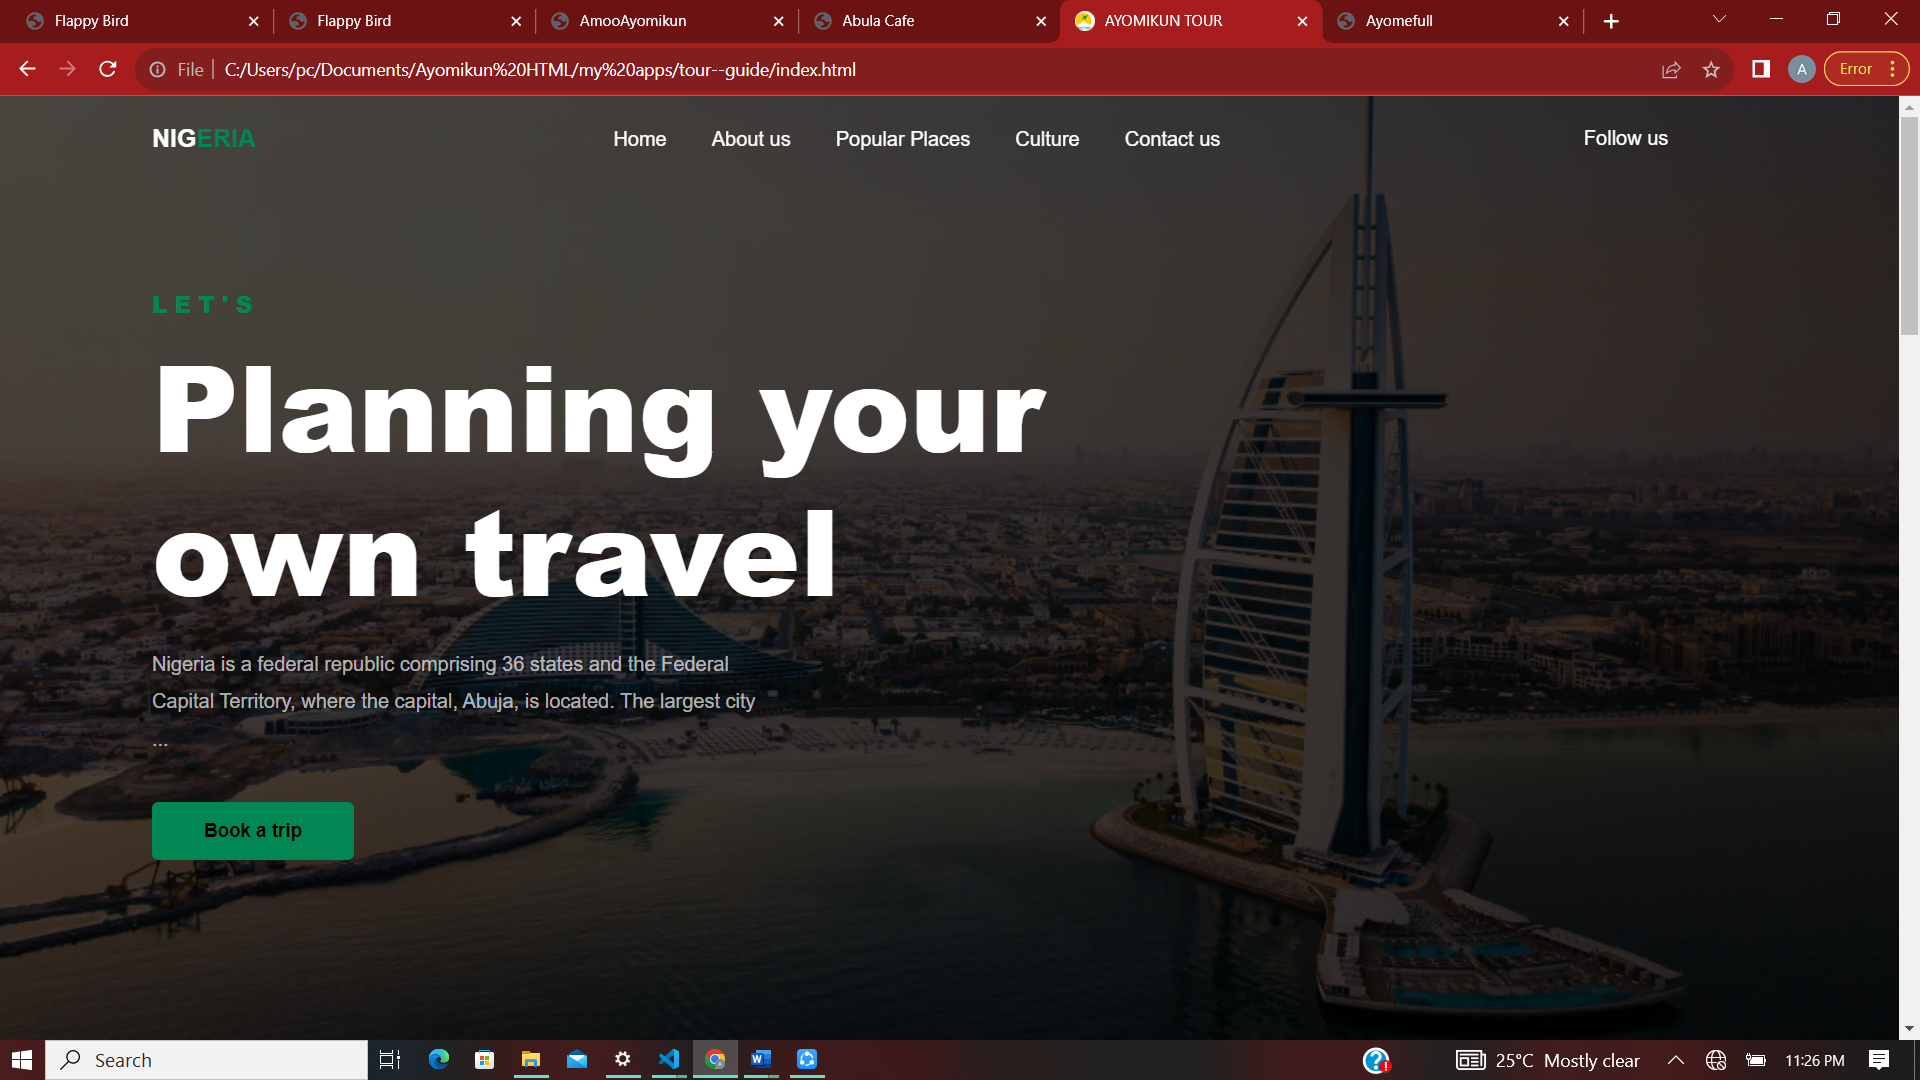 Flappy Bird
Flappy Bird
AmooAyomikun
Abula Cafe
AYOMIKUN TOUR
Ayomefull
File
C:/Users/pc/Documents/Ayomikun%20HTML/my%20apps/tour--guide/index.html
A
Error
NIGERIA
Home
About us
Popular Places
Culture
Contact us
Follow us
LET'S
Planning your
own travel
Nigeria is a federal republic comprising 36 states and the Federal
Capital Territory, where the capital, Abuja, is located. The largest city
...
Book a trip
Search
25°C Mostly clear
11:26 PM